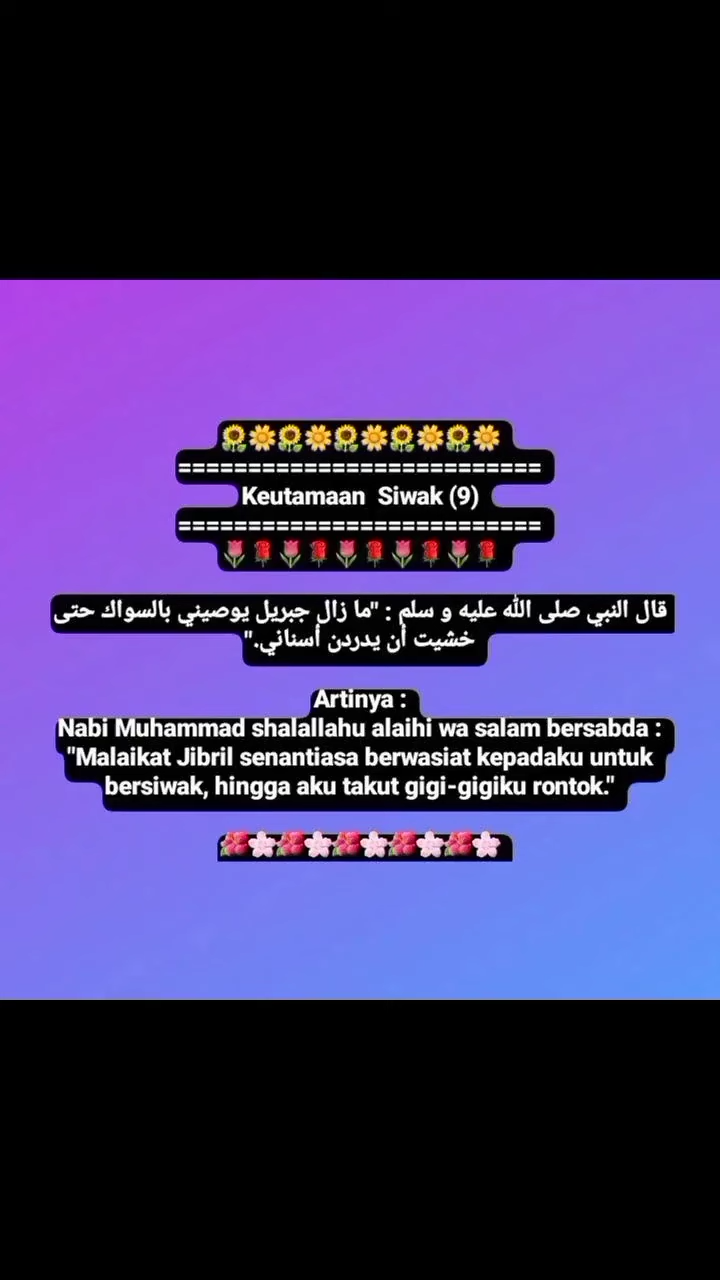 🌻🌼🌻🌼🌻🌼🌻🌼🌻🌼
==========================
Keutamaan  Siwak (9)
==========================
🌷🌹🌷🌹🌷🌹🌷🌹🌷🌹
قال النبي صلى الله عليه و سلم : "ما زال جبريل يوصيني بالسواك حتى
خشيت أن يدردن أسناني."
Artinya :
Nabi Muhammad shalallahu alaihi wa salam bersabda :
"Malaikat Jibril senantiasa berwasiat kepadaku untuk
bersiwak, hingga aku takut gigi-gigiku rontok."
🌺🌸🌺🌸🌺🌸🌺🌸🌺🌸